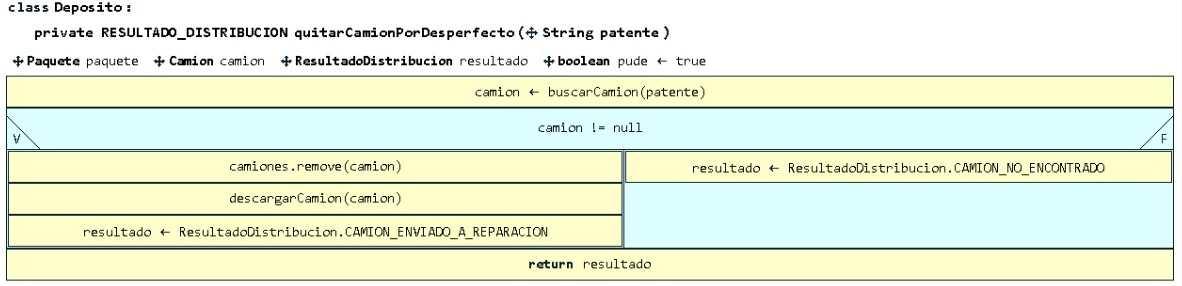 class Deposito:
private RESULTADO_DISTRIBUCION quitarCamionPorDesperfecto(✢ String patente)
✢ Paquete paquete ✢ Camion camion ✢ ResultadoDistribucion resultado ✢ boolean pude ← true
camion ← buscarCamion(patente)
camion != null
V F
camiones.remove(camion) resultado ← ResultadoDistribucion.CAMION_NO_ENCONTRADO
descargarCamion(camion)
resultado ← ResultadoDistribucion.CAMION_ENVIADO_A_REPARACION
return resultado